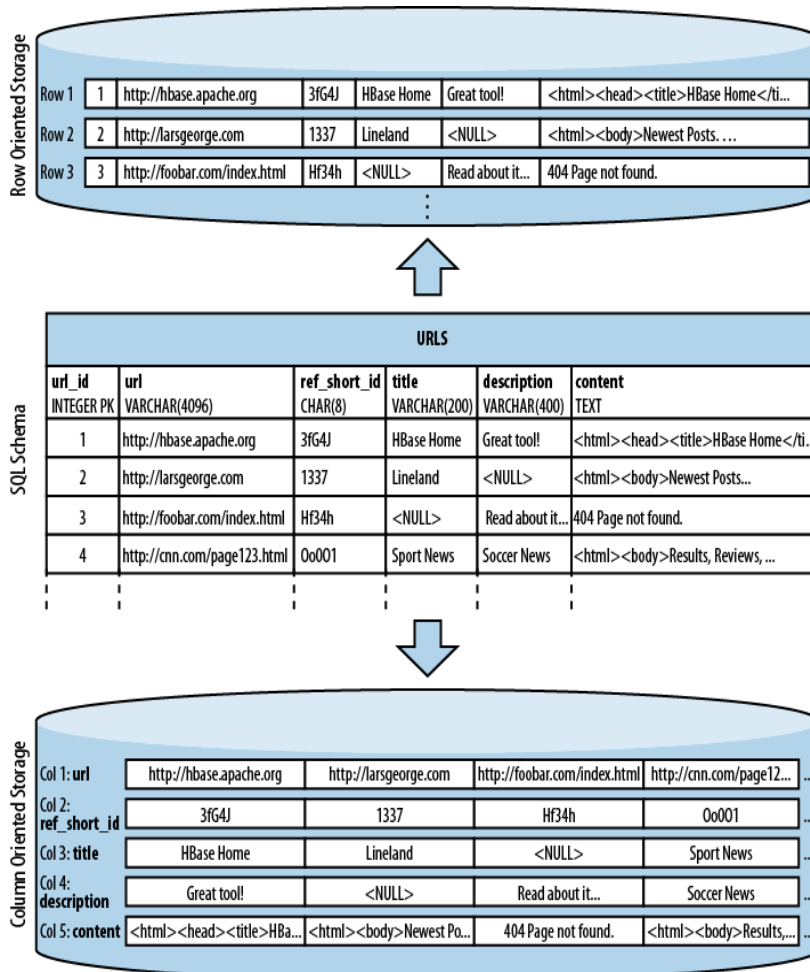 Row Oriented Storage
Row 1 1 http://hbase.apache.org 3fG4J HBase Home Great tool! <html><head><title>HBase Home</ti...
Row 2 2 http://larsgeorge.com 1337 Lineland <NULL> <html><body>Newest Posts. ...
Row 3 3 http://foobar.com/index.html Hf34h <NULL> Read about it... 404 Page not found.
⋮
SQL Schema
URLS
url_id url ref_short_id title description content
INTEGER PK VARCHAR(4096) CHAR(8) VARCHAR(200) VARCHAR(400) TEXT
1 http://hbase.apache.org 3fG4J HBase Home Great tool! <html><head><title>HBase Home</ti..
2 http://larsgeorge.com 1337 Lineland <NULL> <html><body>Newest Posts...
3 http://foobar.com/index.html Hf34h <NULL> Read about it... 404 Page not found.
4 http://cnn.com/page123.html Oo001 Sport News Soccer News <html><body>Results, Reviews, ...
Column Oriented Storage
Col 1: url http://hbase.apache.org http://larsgeorge.com http://foobar.com/index.html http://cnn.com/page12... ..
Col 2:
ref_short_id 3fG4J 1337 Hf34h Oo001 ..
Col 3: title HBase Home Lineland <NULL> Sport News ..
Col 4:
description Great tool! <NULL> Read about it... Soccer News ..
Col 5: content <html><head><title>HBa... <html><body>Newest Po... 404 Page not found. <html><body>Results,... ..